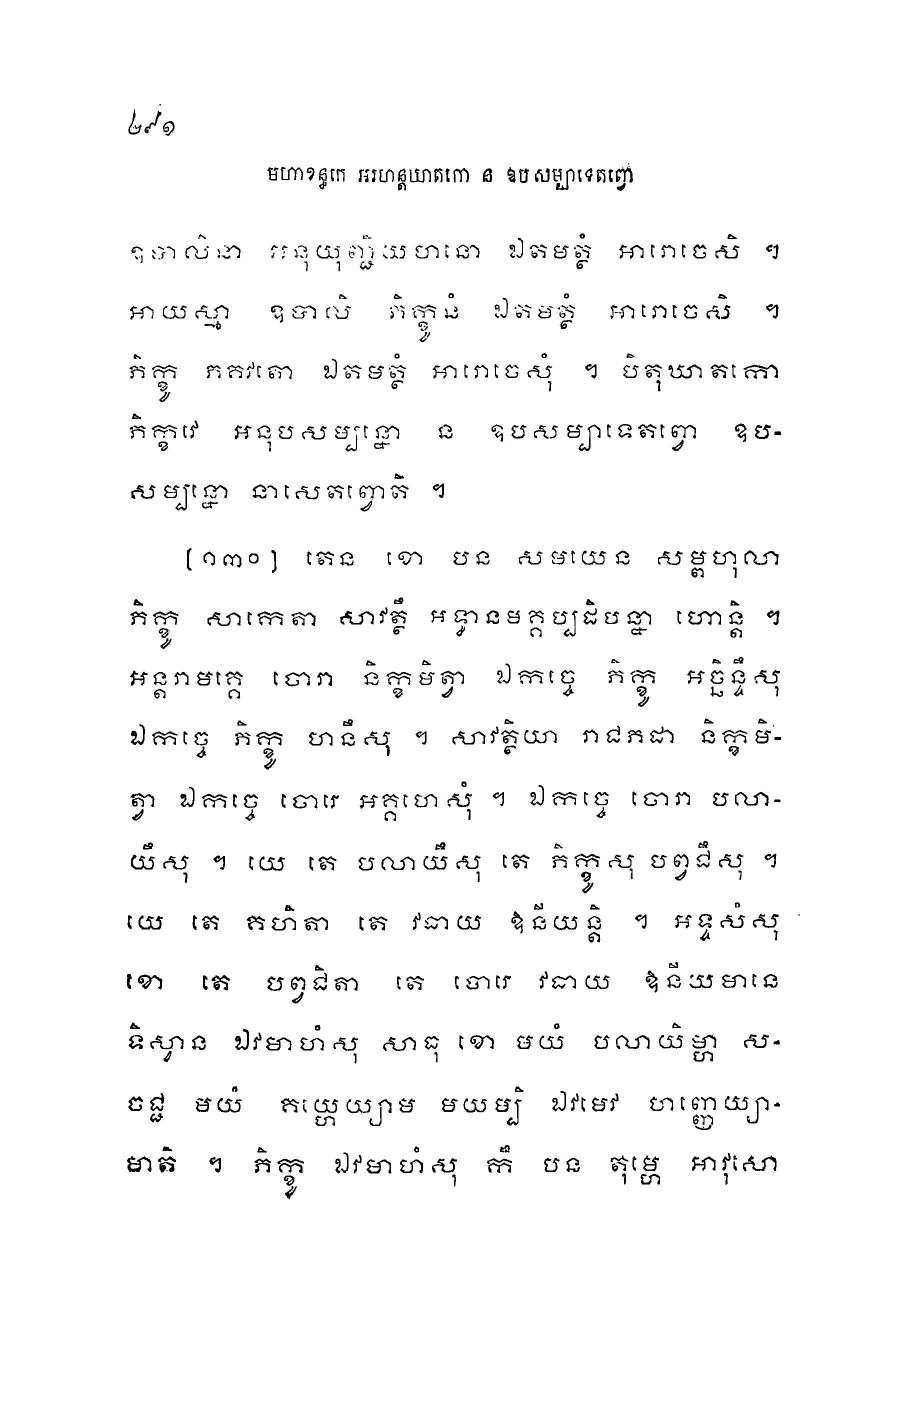 ២៩១
មហាខន្ធកេ អរហន្តឃាតកោ ន ឧបសម្បាទេតព្វោ
ឧបាលិនា អនុយុញ្ជិយមានោ ឯតមត្ថំ អារោចេសិ ។
អាយស្មា ឧបាលិ ភិក្ខូនំ ឯតមត្ថំ អារោចេសិ ។
ភិក្ខូ ភគវតោ ឯតមត្ថំ អារោចេសុំ ។ បិតុឃាតកោ
ភិក្ខវេ អនុបសម្បន្នោ ន ឧបសម្បាទេតព្វោ ឧប-
សម្បន្នោ នាសេតព្វោតិ ។
[១៣០] តេន ខោ បន សមយេន សម្ពហុលា
ភិក្ខូ សាកេតា សាវត្ថឹ អទ្ធានមគ្គប្បដិបន្នា ហោន្តិ ។
អន្តរាមគ្គេ ចោរា និក្ខមិត្វា ឯកច្ចេ ភិក្ខូ អច្ឆិន្ទឹសុ
ឯកច្ចេ ភិក្ខូ ហនឹសុ ។ សាវត្ថិយា រាជភដា និក្ខមិ-
ត្វា ឯកច្ចេ ចោរេ អគ្គហេសុំ ។ ឯកច្ចេ ចោរា បលា-
យឹសុ ។ យេ តេ បលាយឹសុ តេ ភិក្ខូសុ បព្វជឹសុ ។
យេ តេ គហិតា តេ វធាយ ឱនីយន្តិ ។ អទ្ទសំសុ
ខោ តេ បព្វជិតា តេ ចោរេ វធាយ ឱនីយមានេ
ទិស្វាន ឯវមាហំសុ សាធុ ខោ មយំ បលាយិម្ហា ស-
ចជ្ជ មយំ គយ្ហេយ្យាម មយម្បិ ឯវមេវ ហញ្ញេយ្យា-
មាតិ ។ ភិក្ខូ ឯវមាហំសុ កឹ បន តុម្ហេ អាវុសោ